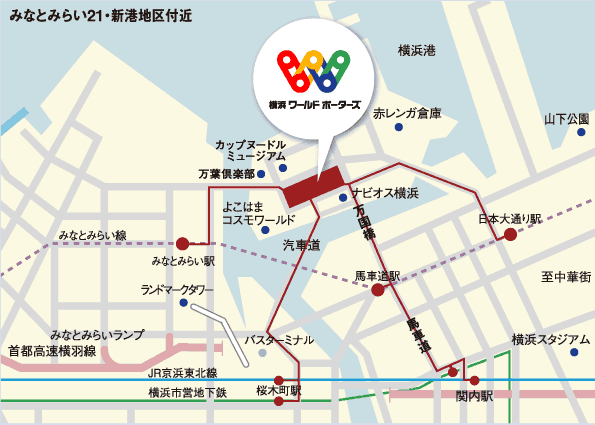 みなとみらい21・新港地区付近
横浜港
横浜 ワールド ポーターズ
赤レンガ倉庫
山下公園
カップヌードル
ミュージアム
万葉倶楽部
ナビオス横浜
よこはま
コスモワールド
万国橋
日本大通り駅
みなとみらい線
汽車道
みなとみらい駅
馬車道駅
至中華街
ランドマークタワー
馬車道
みなとみらいランプ
バスターミナル
横浜スタジアム
首都高速横羽線
JR京浜東北線
横浜市営地下鉄
桜木町駅
関内駅